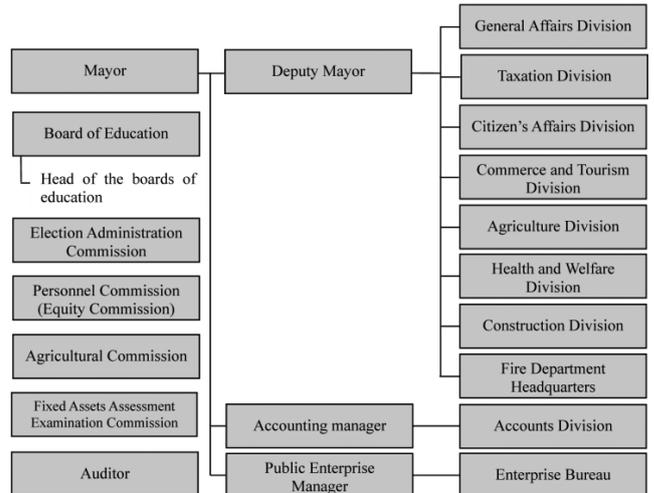 Mayor
Board of Education
Head of the boards of
education
Election Administration
Commission
Personnel Commission
(Equity Commission)
Agricultural Commission
Fixed Assets Assessment
Examination Commission
Auditor
Deputy Mayor
Accounting manager
Public Enterprise
Manager
General Affairs Division
Taxation Division
Citizen's Affairs Division
Commerce and Tourism
Division
Agriculture Division
Health and Welfare
Division
Construction Division
Fire Department
Headquarters
Accounts Division
Enterprise Bureau